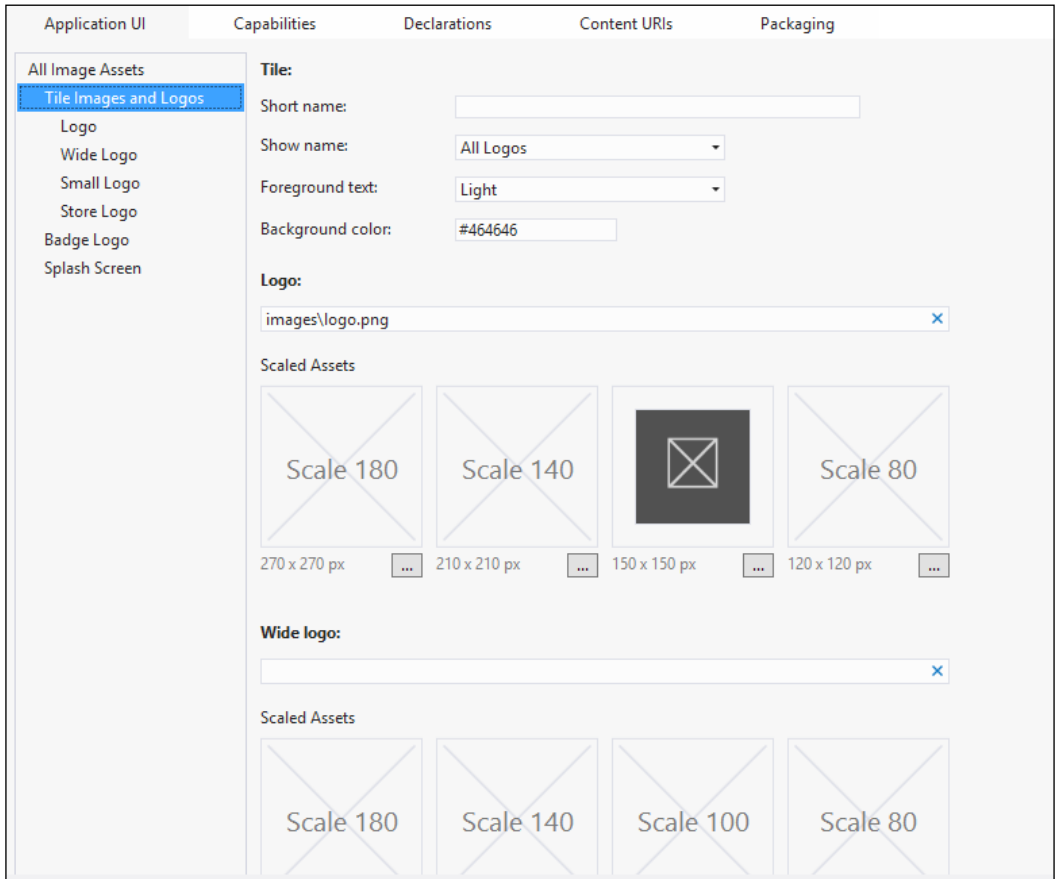 Application UI Capabilities Declarations Content URIs Packaging
All Image Assets
Tile Images and Logos
Logo
Wide Logo
Small Logo
Store Logo
Badge Logo
Splash Screen
Tile:
Short name:
Show name: All Logos
Foreground text: Light
Background color: #464646
Logo:
images\logo.png
Scaled Assets
Scale 180 Scale 140 Scale 80
270 x 270 px ... 210 x 210 px ... 150 x 150 px ... 120 x 120 px ...
Wide logo:
Scaled Assets
Scale 180 Scale 140 Scale 100 Scale 80